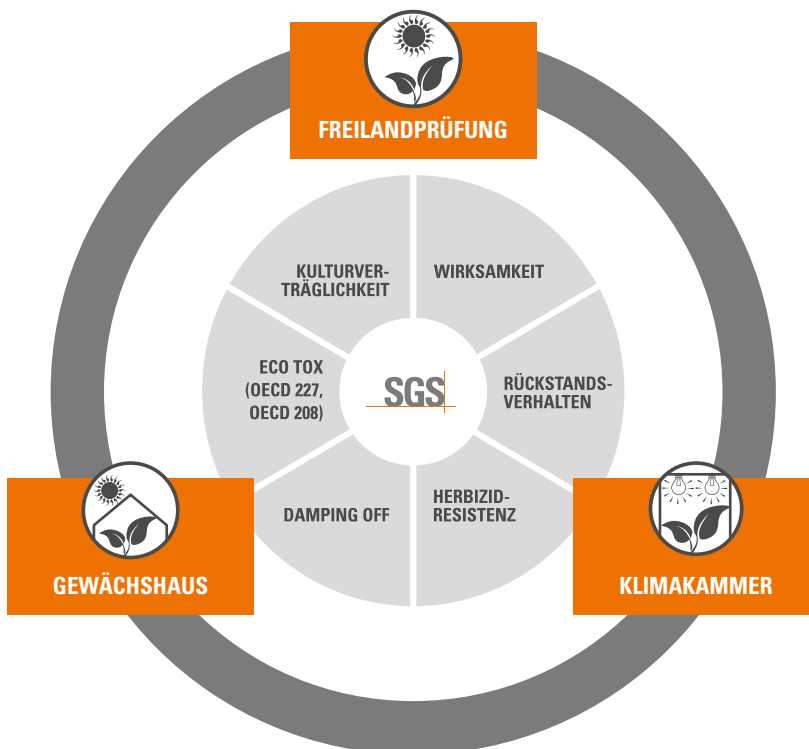 FREILANDPRÜFUNG
KULTURVER-
TRÄGLICHKEIT
WIRKSAMKEIT
ECO TOX
(OECD 227,
OECD 208)
SGS
RÜCKSTANDS-
VERHALTEN
DAMPING OFF
HERBIZID-
RESISTENZ
GEWÄCHSHAUS
KLIMAKAMMER